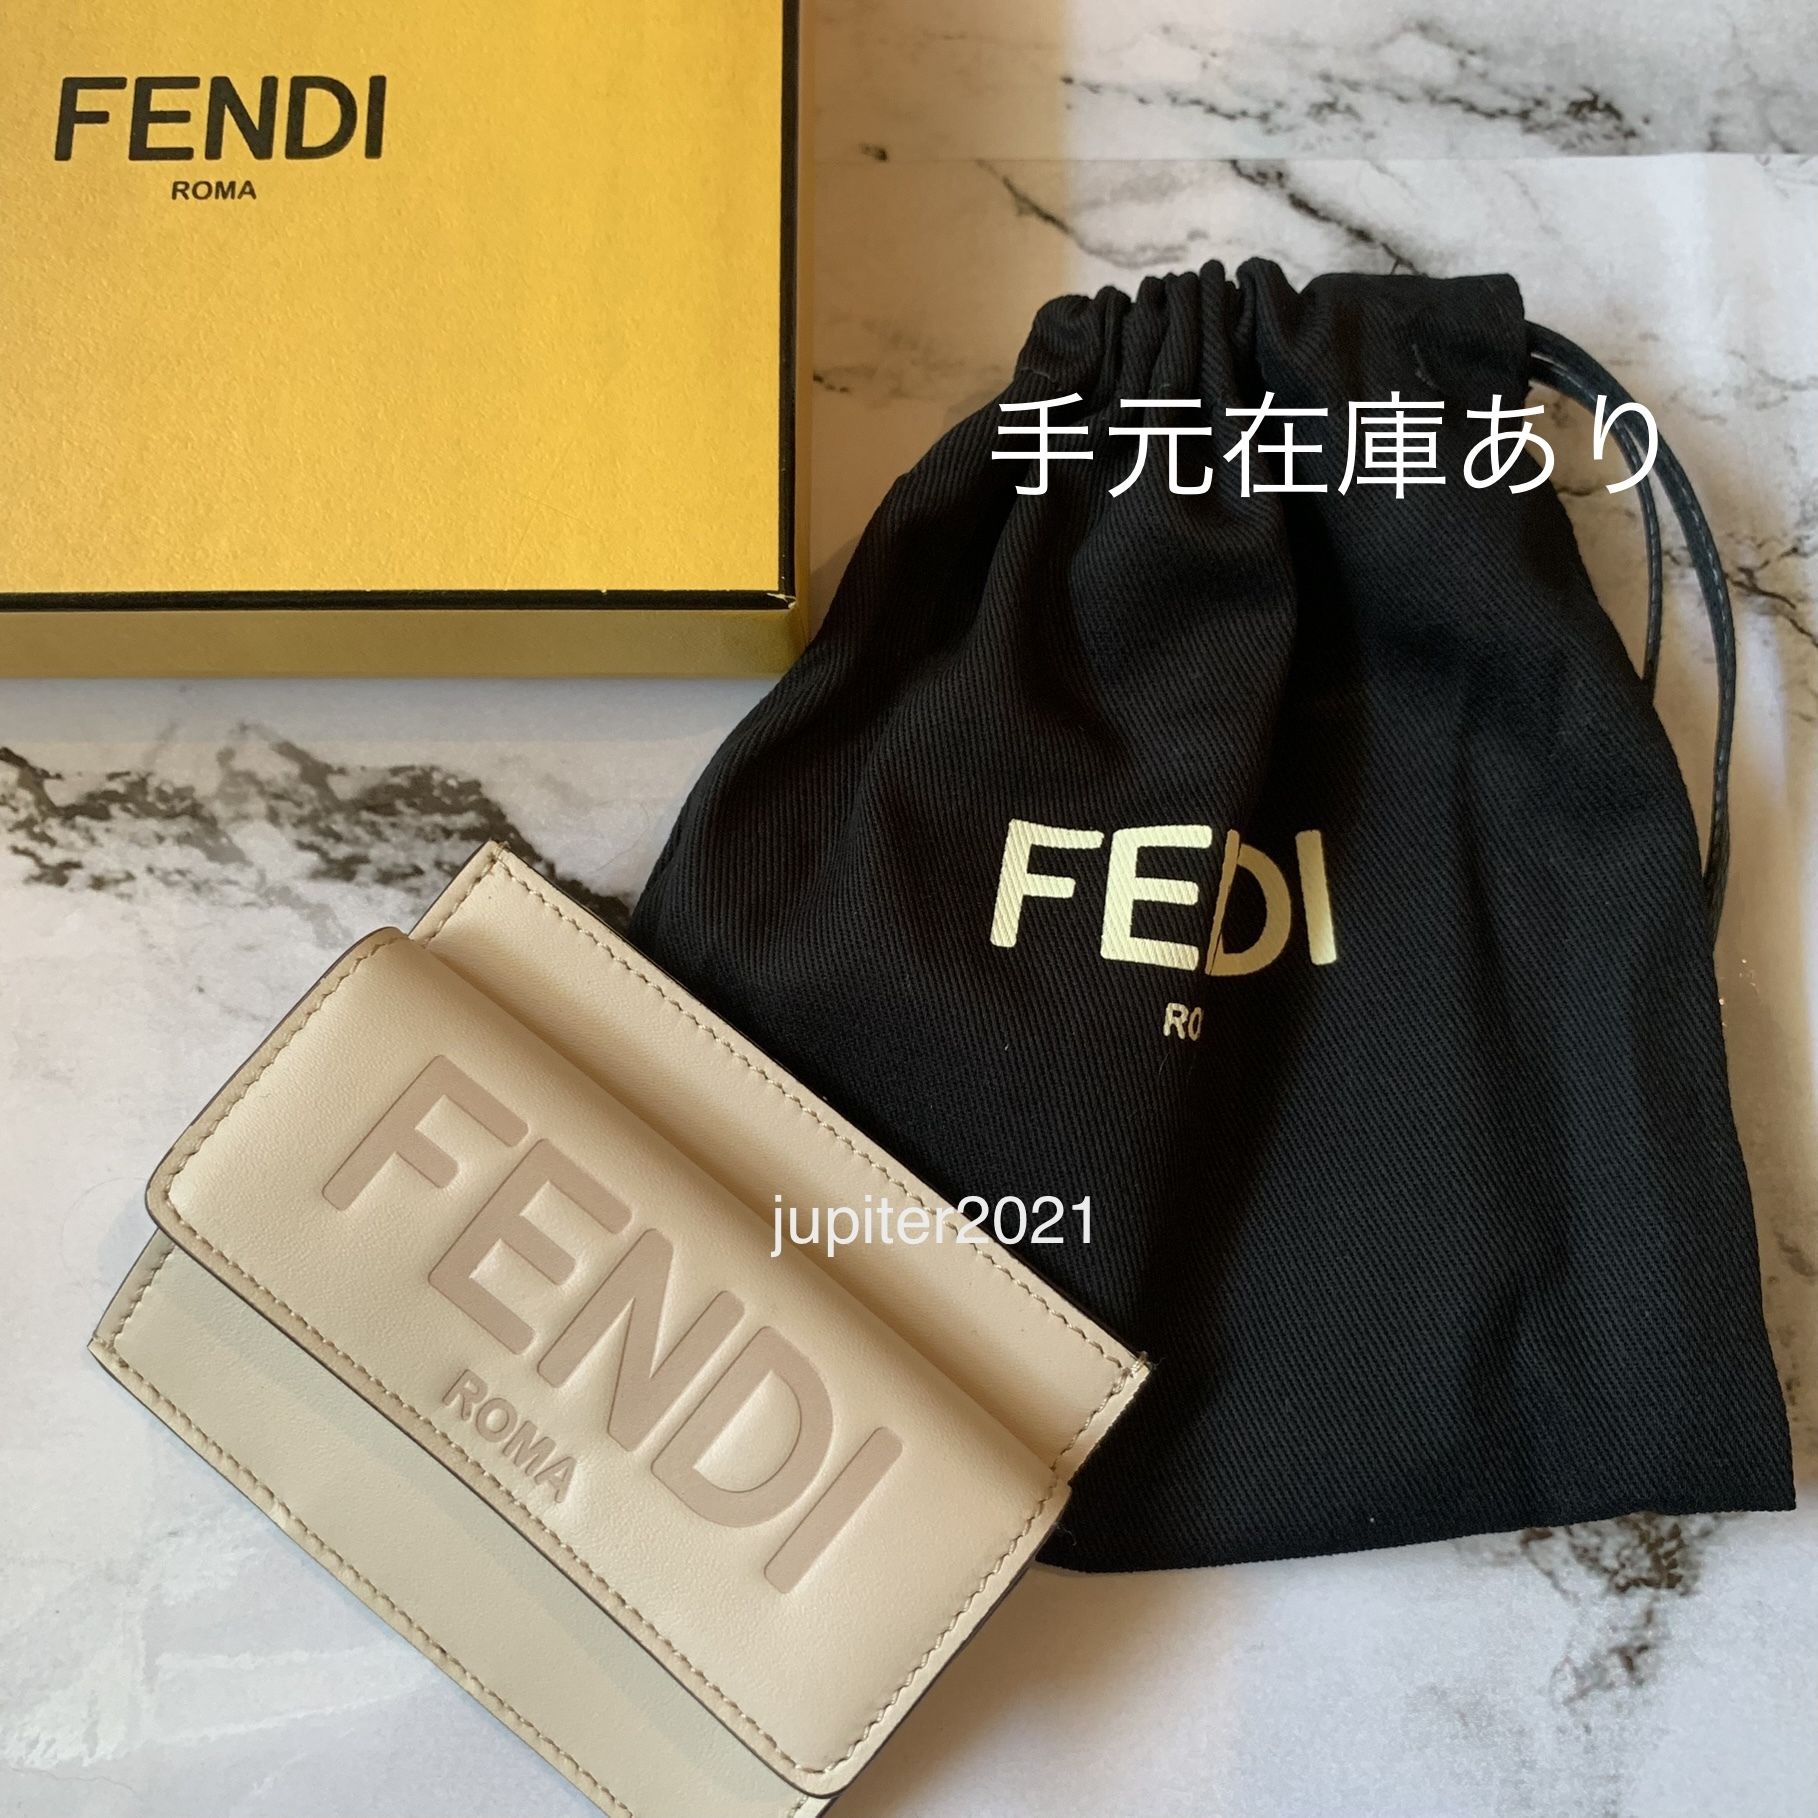 FENDI
ROMA
手元在庫あり
FEDI
RO
jupiter2021
FENDI
ROMA